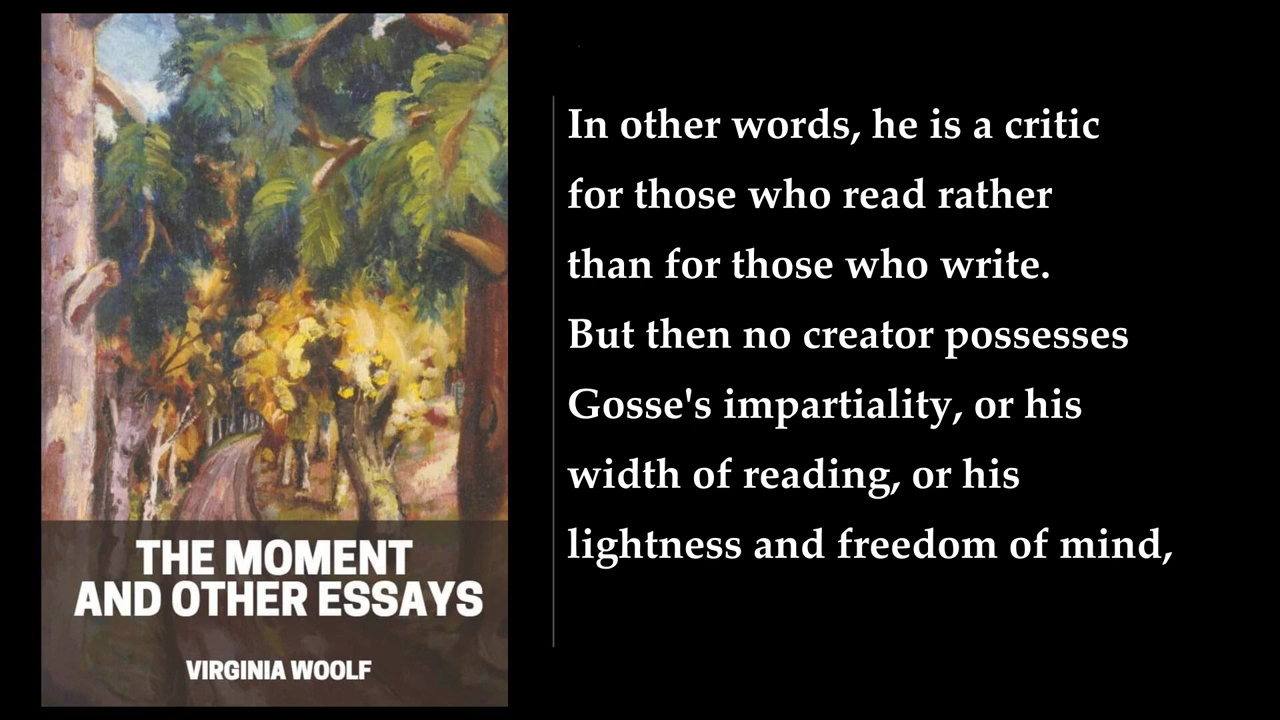 THE MOMENT
AND OTHER ESSAYS
VIRGINIA WOOLF
In other words, he is a critic
for those who read rather
than for those who write.
But then no creator possesses
Gosse's impartiality, or his
width of reading, or his
lightness and freedom of mind,